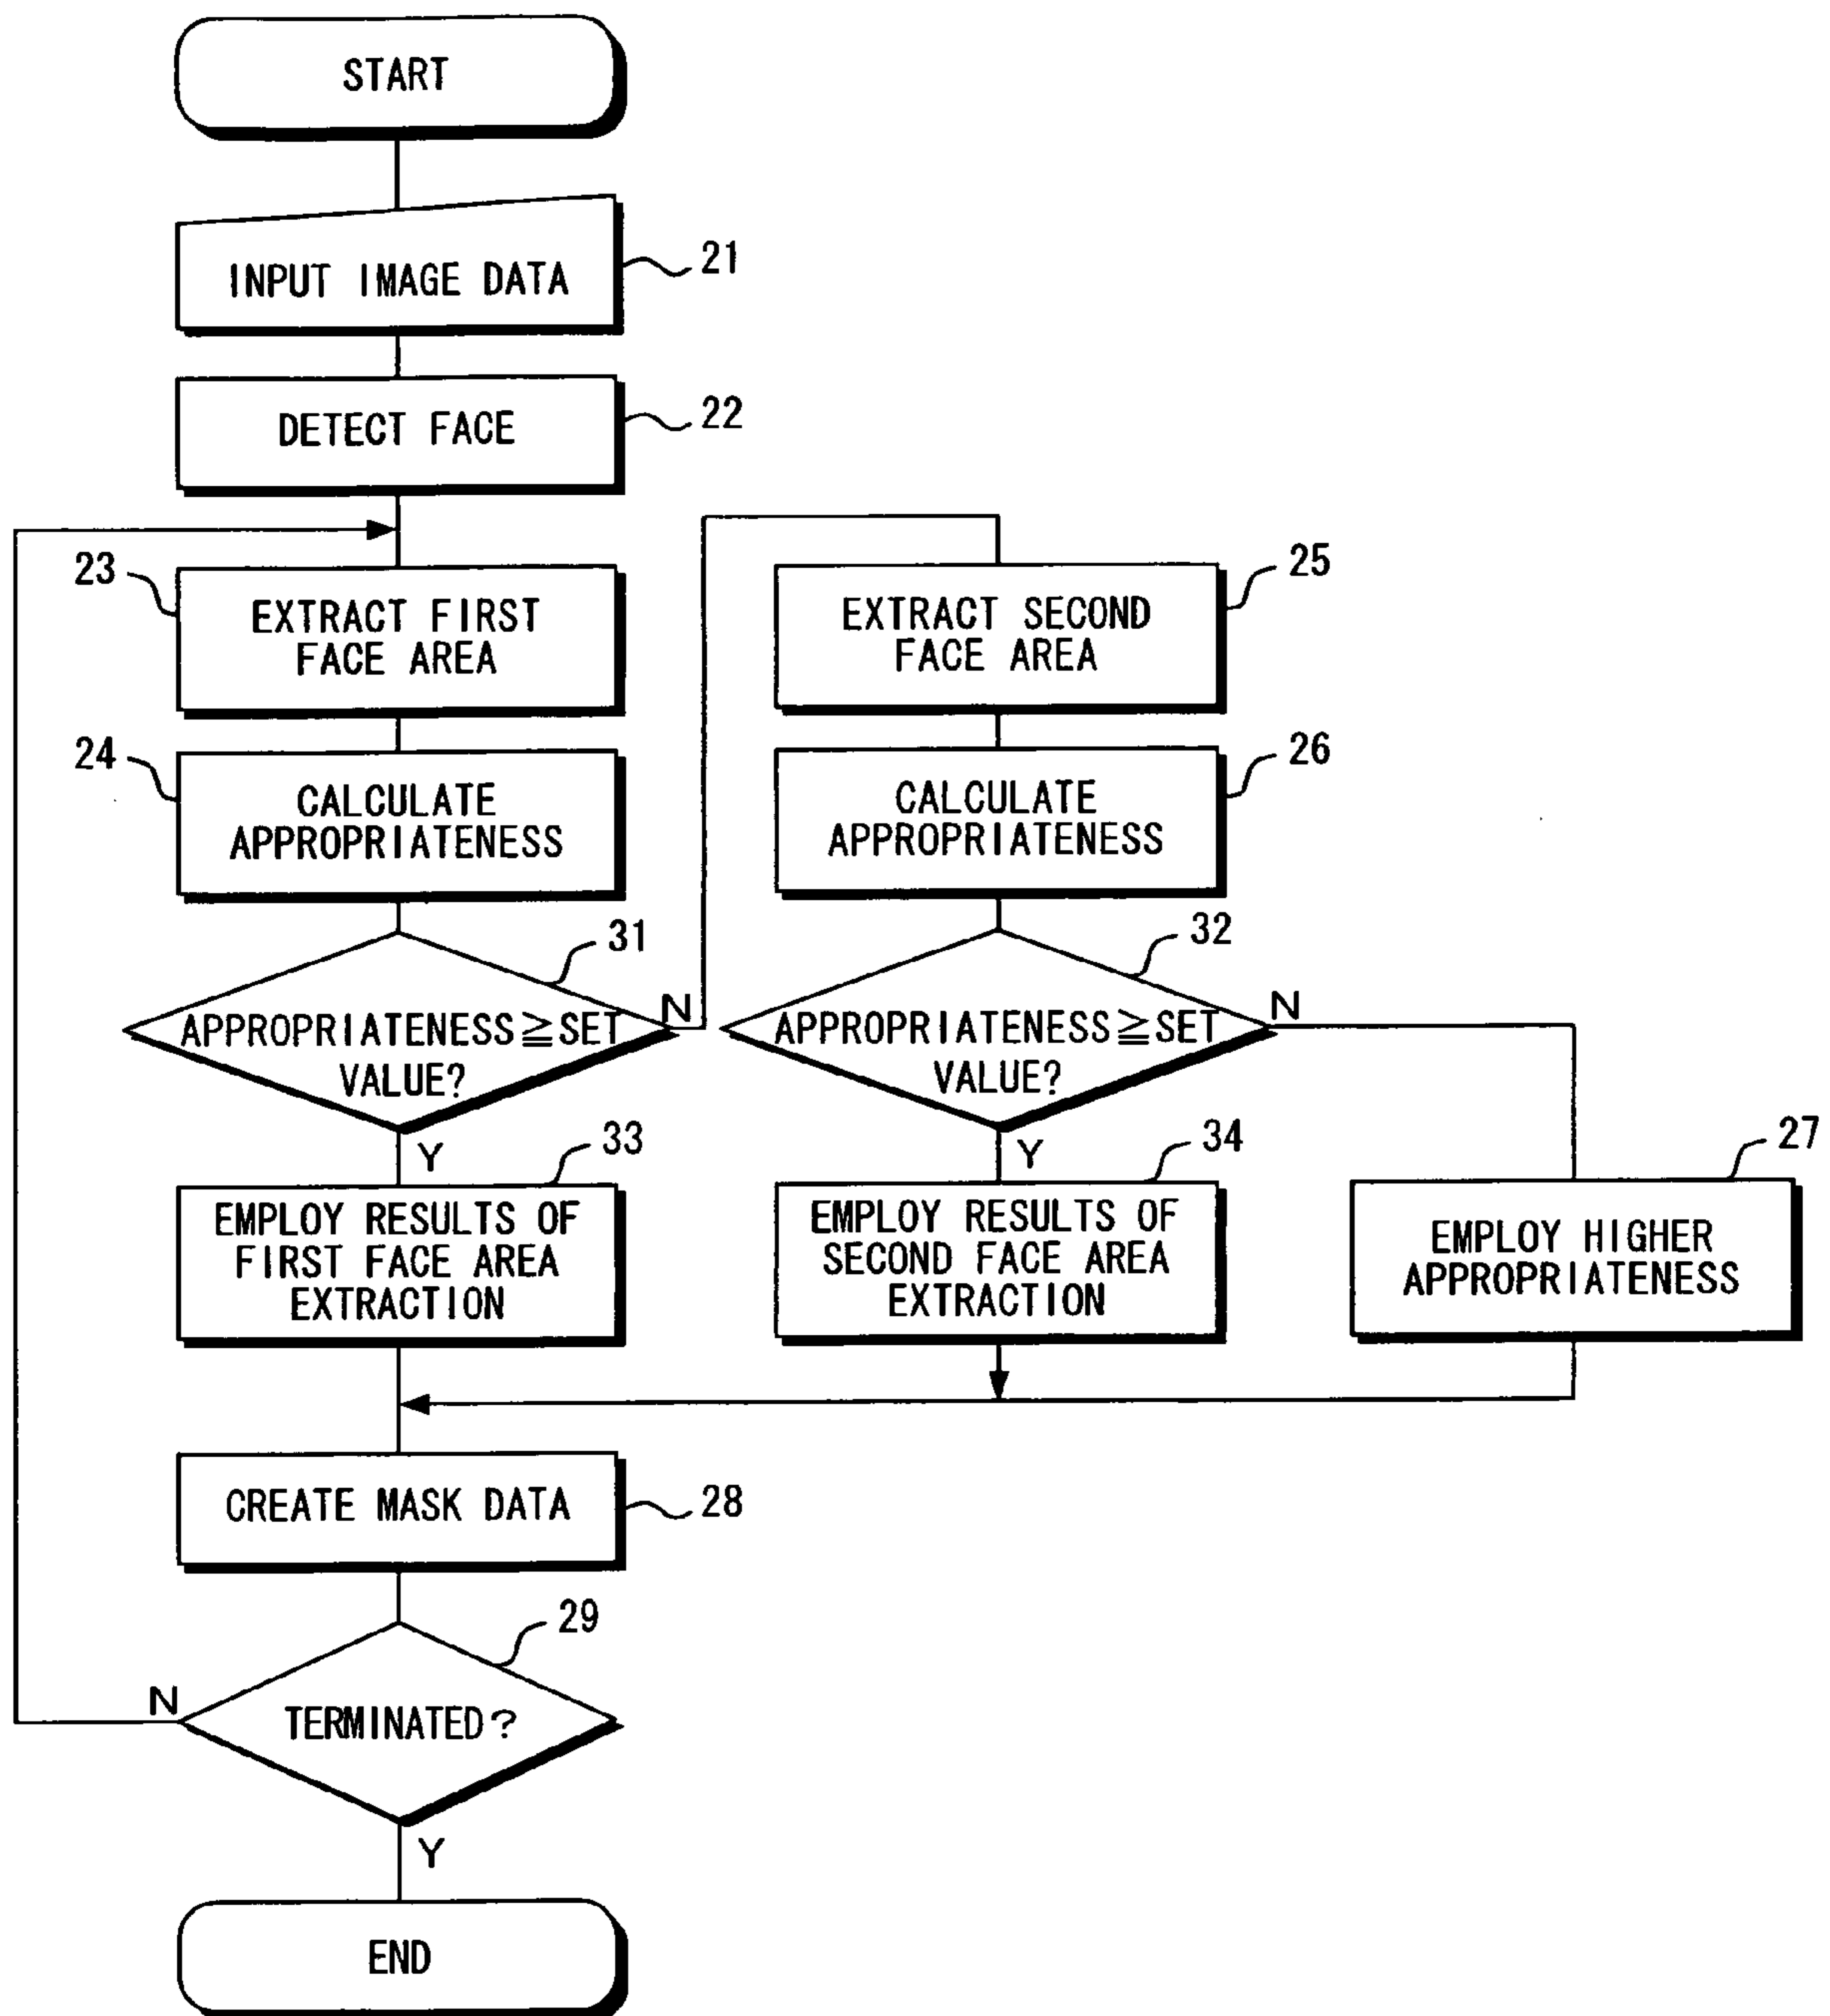 START
INPUT IMAGE DATA
21
DETECT FACE
22
23
EXTRACT FIRST
FACE AREA
24
CALCULATE
APPROPRIATENESS
31
APPROPRIATENESS≧SET
VALUE?
N
Y
33
EMPLOY RESULTS OF
FIRST FACE AREA
EXTRACTION
25
EXTRACT SECOND
FACE AREA
26
CALCULATE
APPROPRIATENESS
32
APPROPRIATENESS≧SET
VALUE?
N
Y
34
EMPLOY RESULTS OF
SECOND FACE AREA
EXTRACTION
27
EMPLOY HIGHER
APPROPRIATENESS
CREATE MASK DATA
28
29
N
TERMINATED?
Y
END